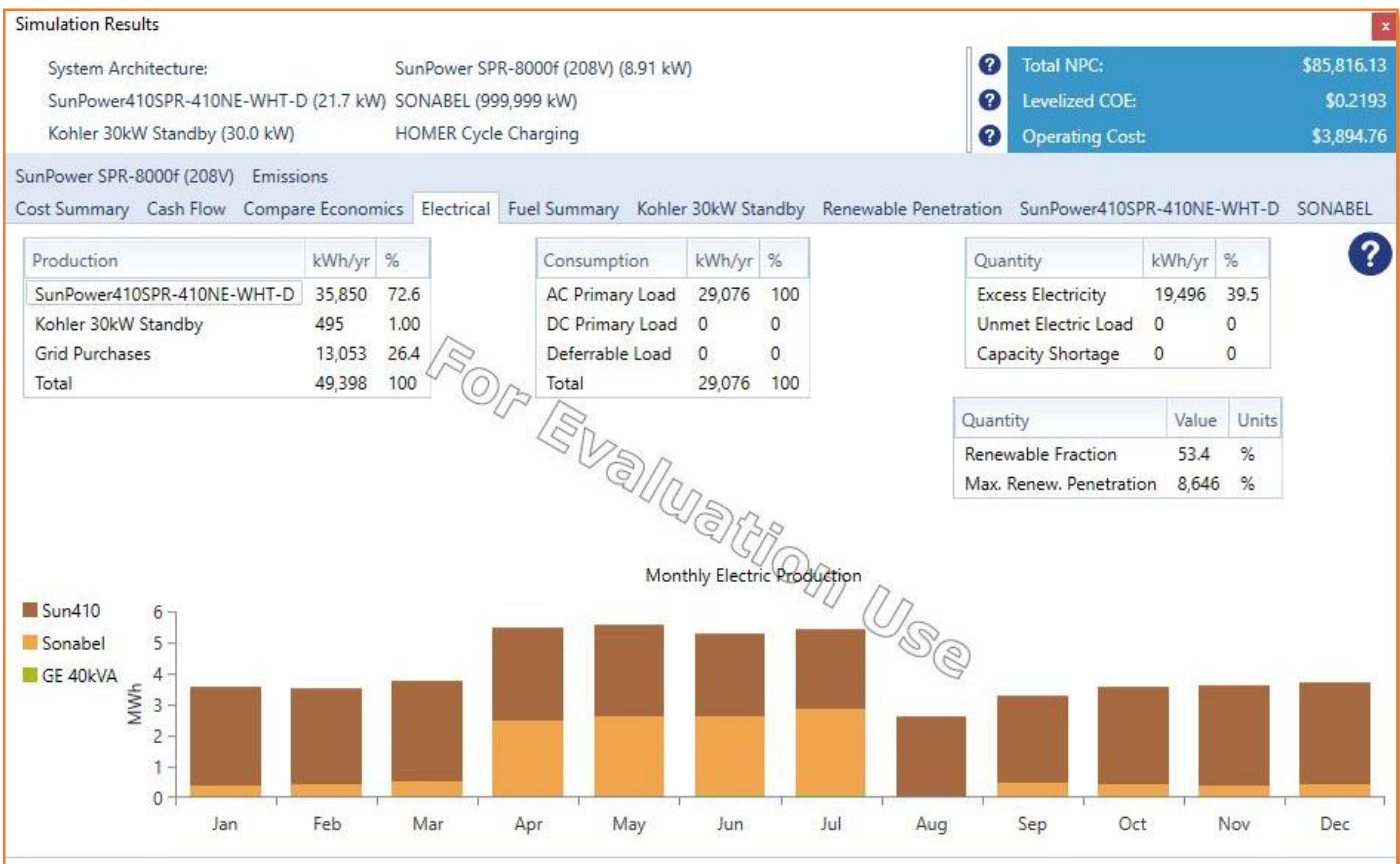 Simulation Results
x
System Architecture: SunPower SPR-8000f (208V) (8.91 kW)
SunPower410SPR-410NE-WHT-D (21.7 kW) SONABEL (999,999 kW)
Kohler 30kW Standby (30.0 kW) HOMER Cycle Charging
? Total NPC: $85,816.13
? Levelized COE: $0.2193
? Operating Cost: $3,894.76
SunPower SPR-8000f (208V) Emissions
Cost Summary Cash Flow Compare Economics Electrical Fuel Summary Kohler 30kW Standby Renewable Penetration SunPower410SPR-410NE-WHT-D SONABEL
Production kWh/yr %
SunPower410SPR-410NE-WHT-D 35,850 72.6
Kohler 30kW Standby 495 1.00
Grid Purchases 13,053 26.4
Total 49,398 100
Consumption kWh/yr %
AC Primary Load 29,076 100
DC Primary Load 0 0
Deferrable Load 0 0
Total 29,076 100
Quantity kWh/yr %
Excess Electricity 19,496 39.5
Unmet Electric Load 0 0
Capacity Shortage 0 0
?
Quantity Value Units
Renewable Fraction 53.4 %
Max. Renew. Penetration 8,646 %
For Evaluation Use
Monthly Electric Production
Sun410
Sonabel
GE 40kVA
MWh
6
5
4
3
2
1
0
Jan Feb Mar Apr May Jun Jul Aug Sep Oct Nov Dec